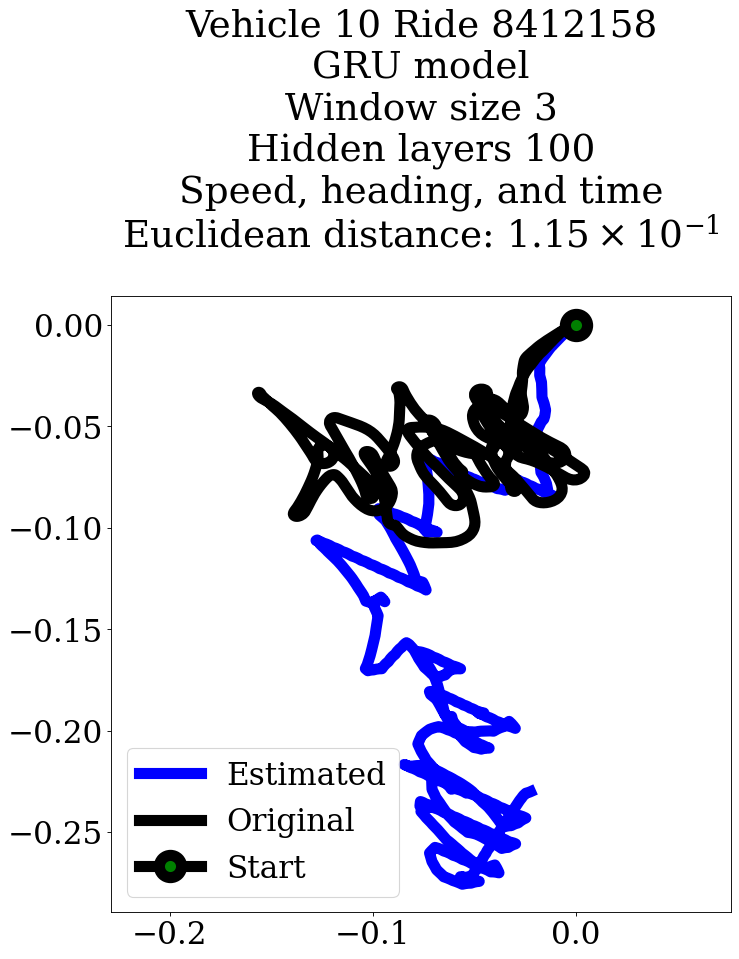 Vehicle 10 Ride 8412158
GRU model
Window size 3
Hidden layers 100
Speed, heading, and time
Euclidean distance: 1.15 × 10⁻¹
0.00
−0.05
−0.10
−0.15
−0.20
−0.25
Estimated
Original
Start
−0.2
−0.1
0.0